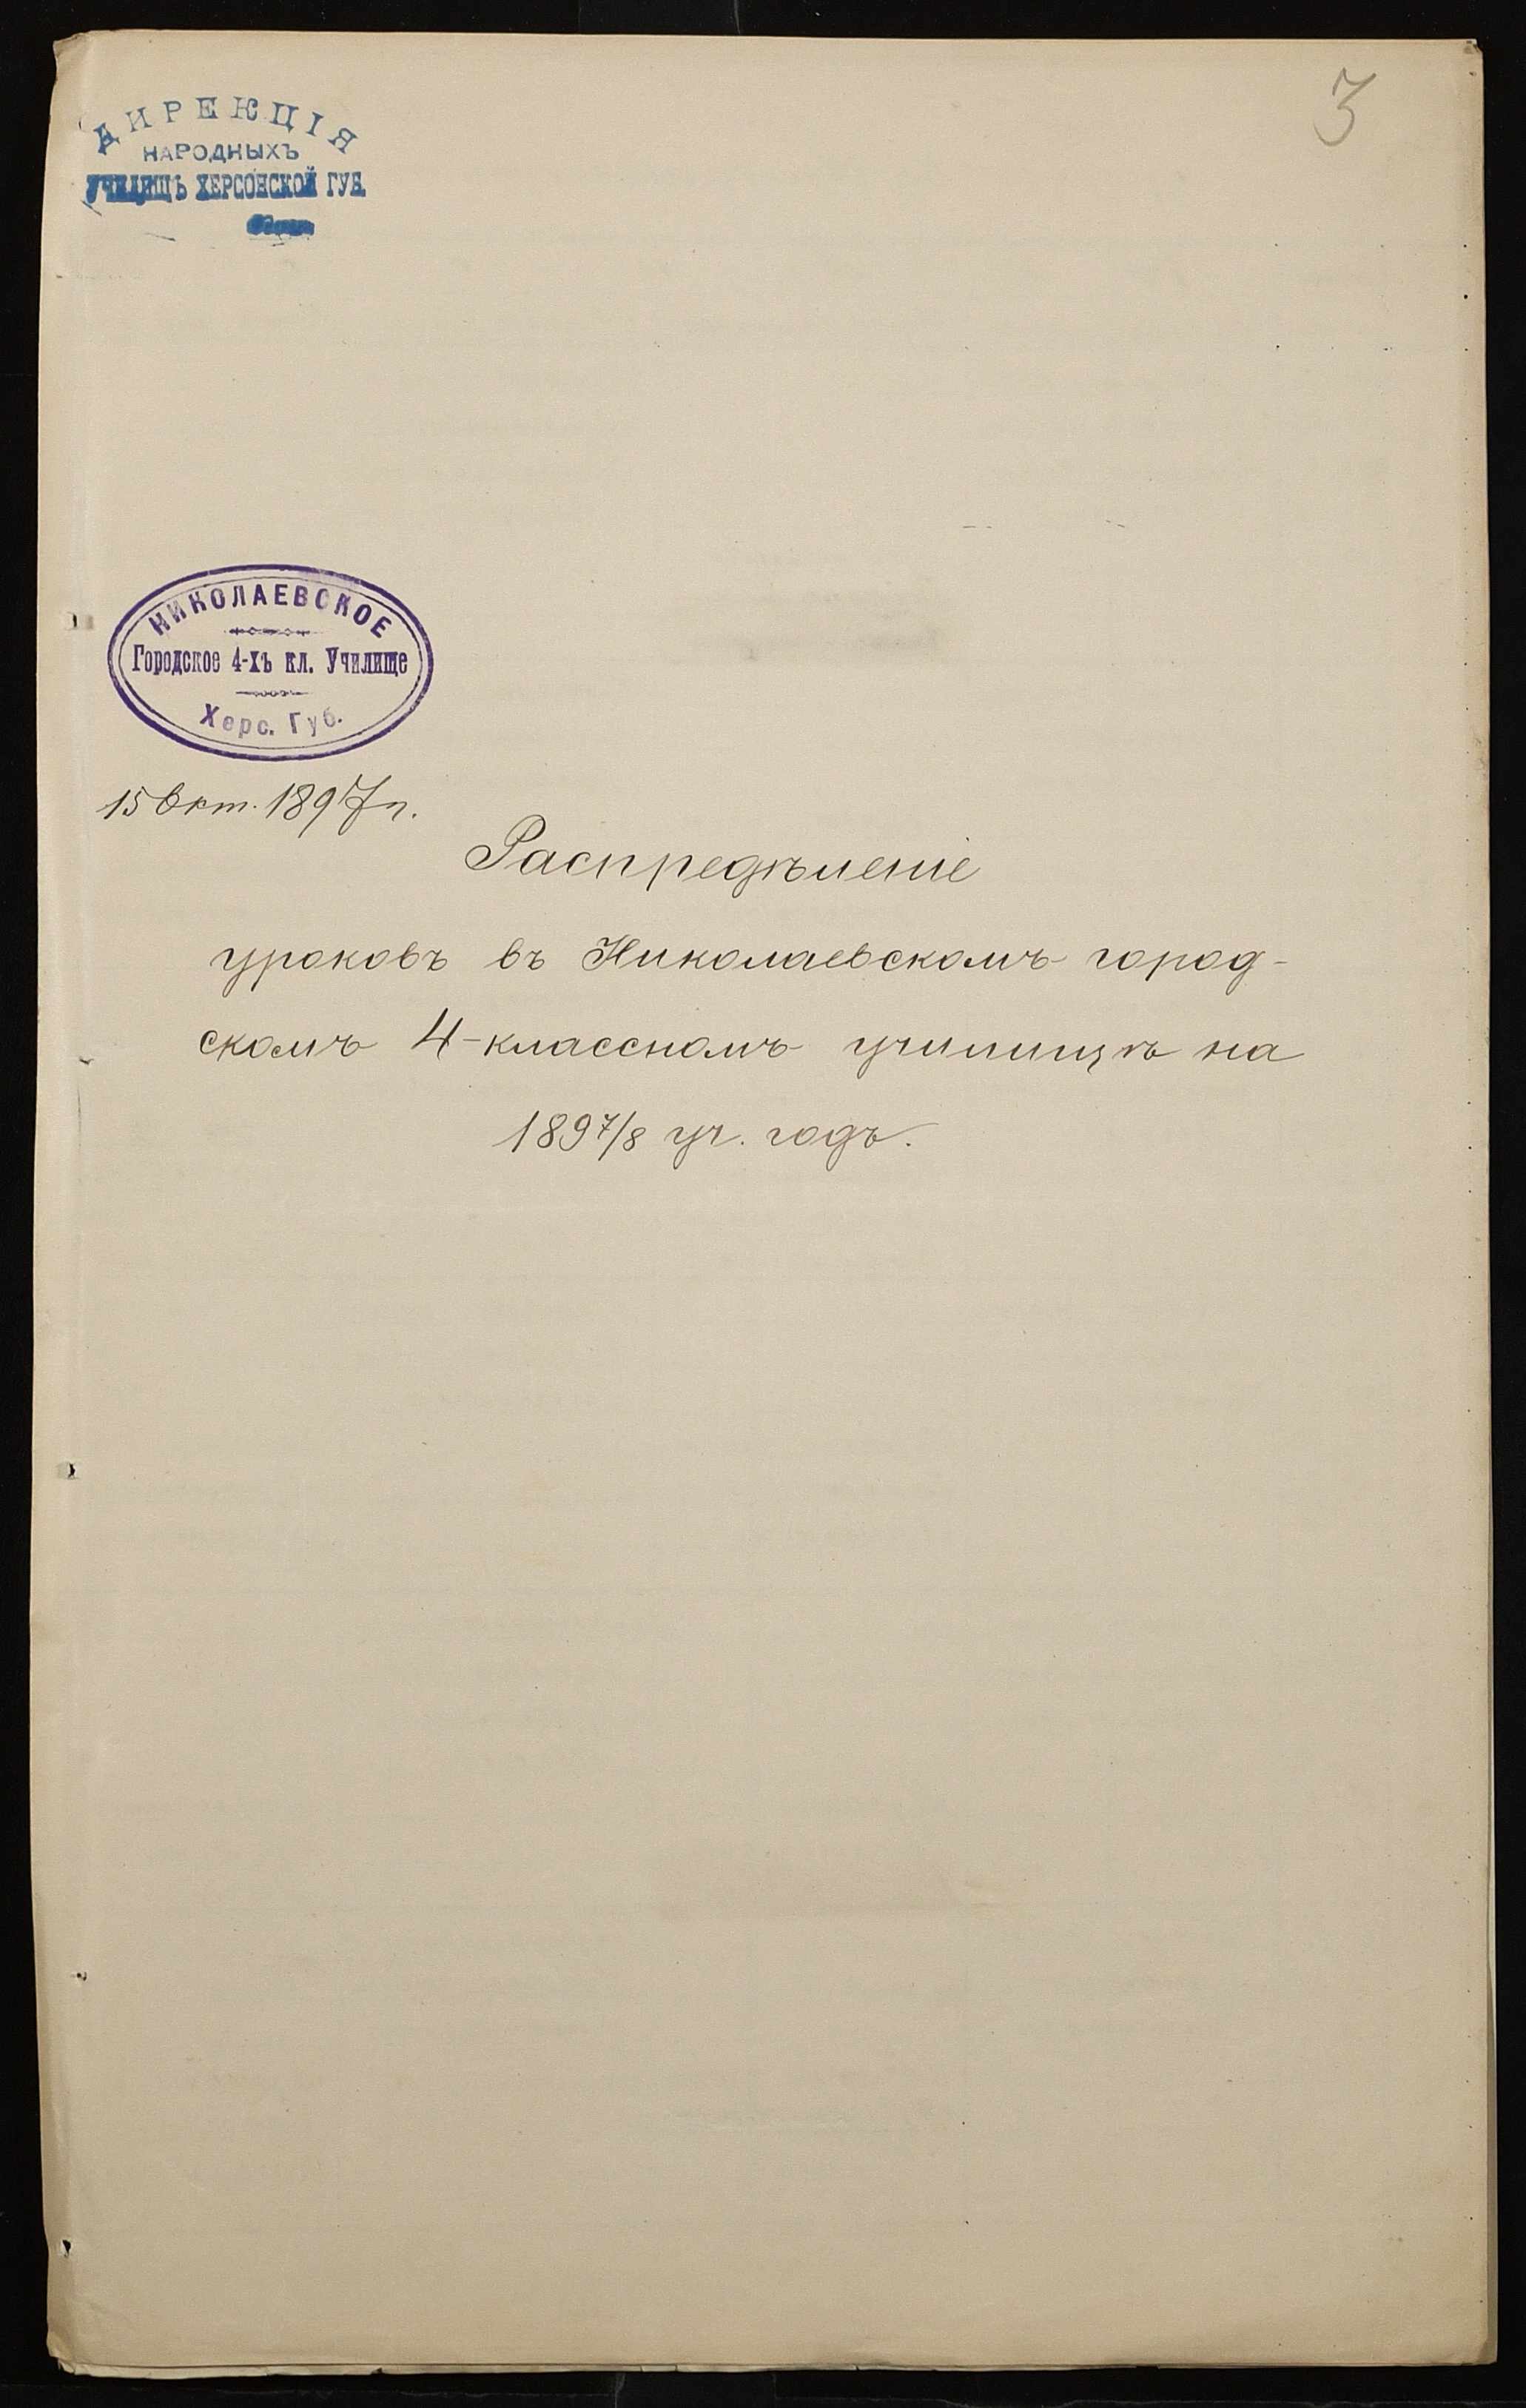 3
ДИРЕКЦІЯ
НАРОДНЫХЪ
УЧИЛИЩЪ ХЕРСОНСКОЙ ГУБ.
НИКОЛАЕВСКОЕ
Городское 4-хъ кл. Училище
Херс. Губ.
15 Окт. 1897 г.
Распредѣленіе
уроковъ въ Николаевскомъ город-
скомъ 4-классномъ училищѣ на
1897/8 уч. годъ.